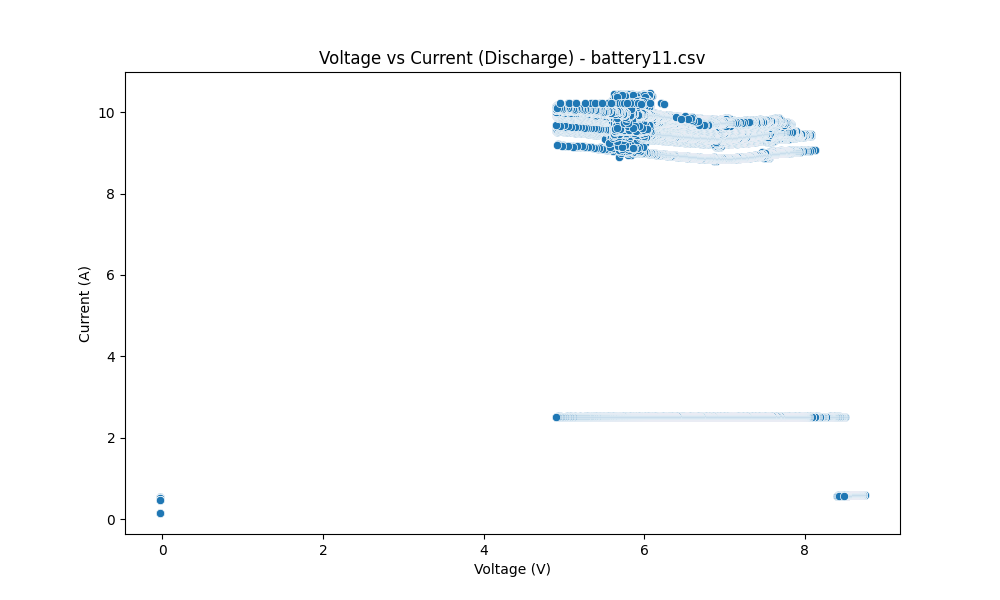 Voltage vs Current (Discharge) - battery11.csv
Current (A)
10
8
6
4
2
0
0 2 4 6 8
Voltage (V)